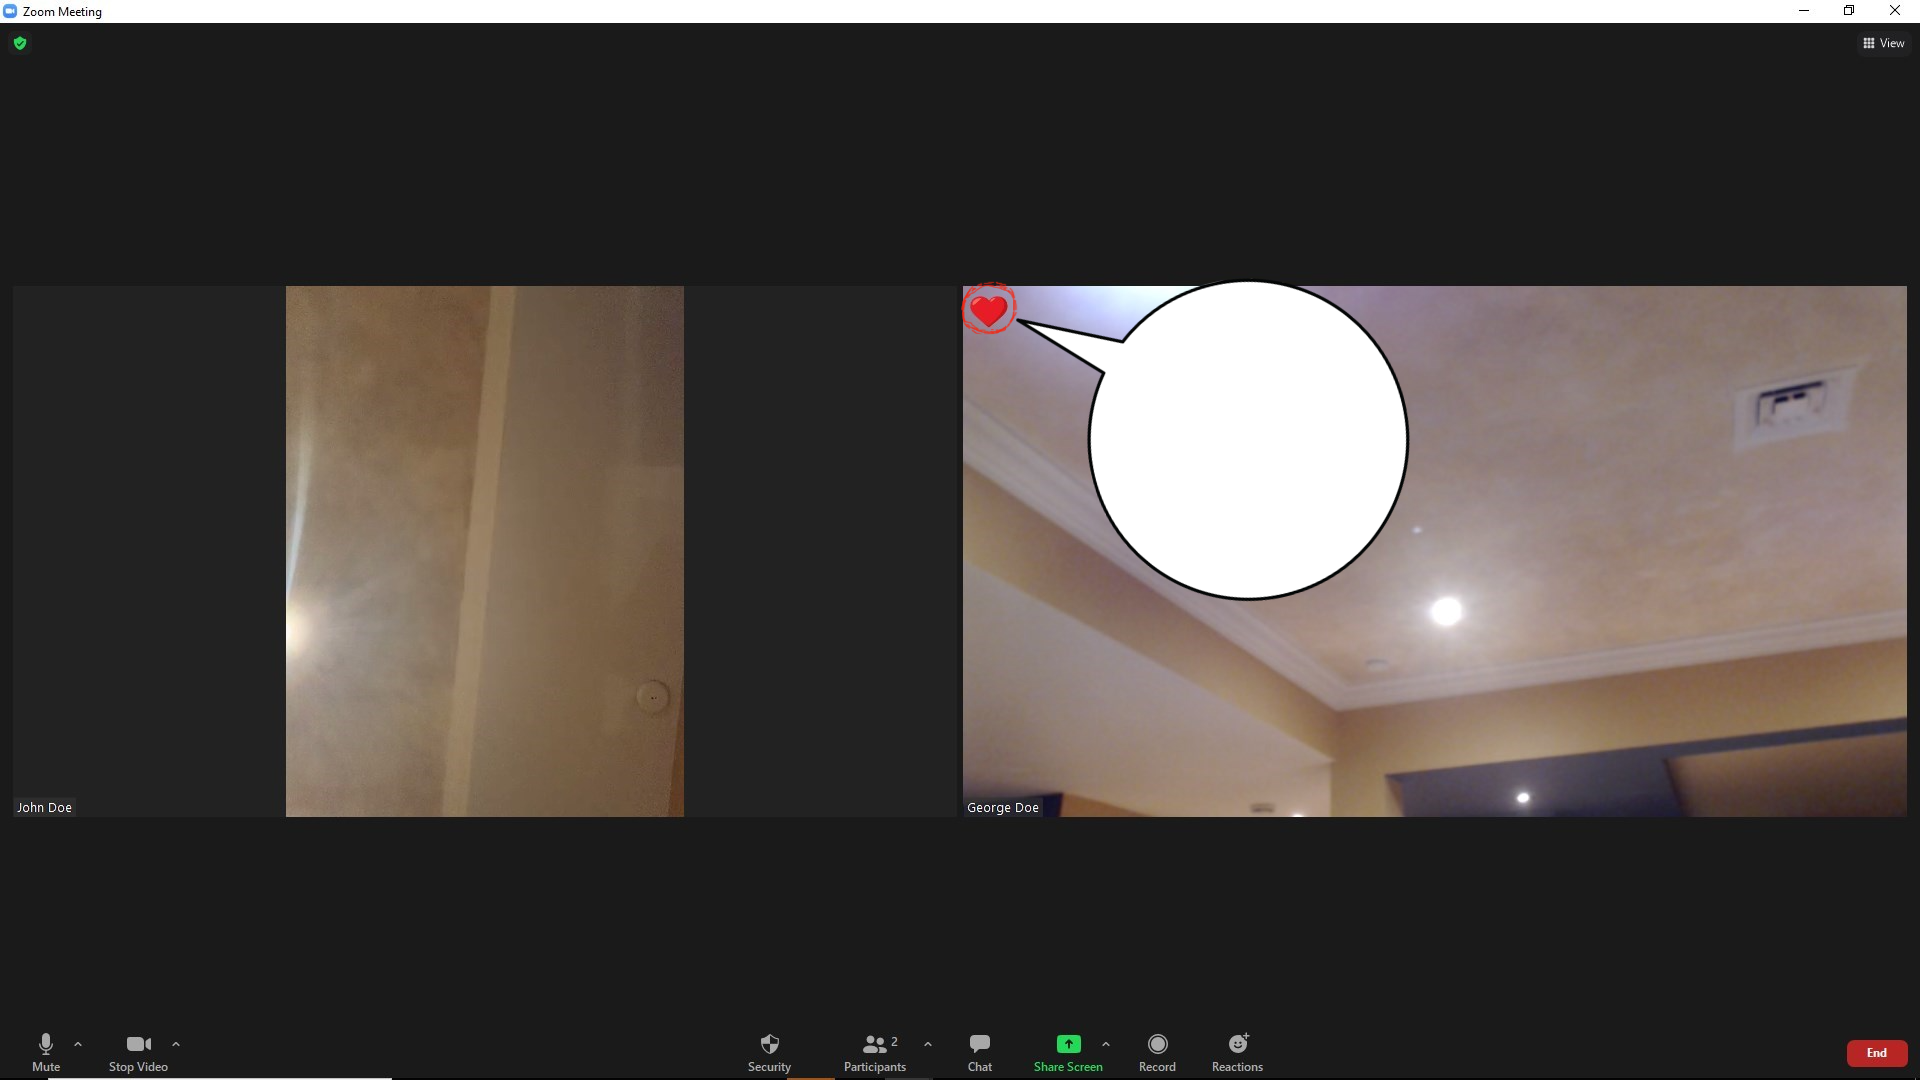 Zoom Meeting
View
John Doe
George Doe
2
Mute
Stop Video
Security
Participants
Chat
Share Screen
Record
Reactions
End